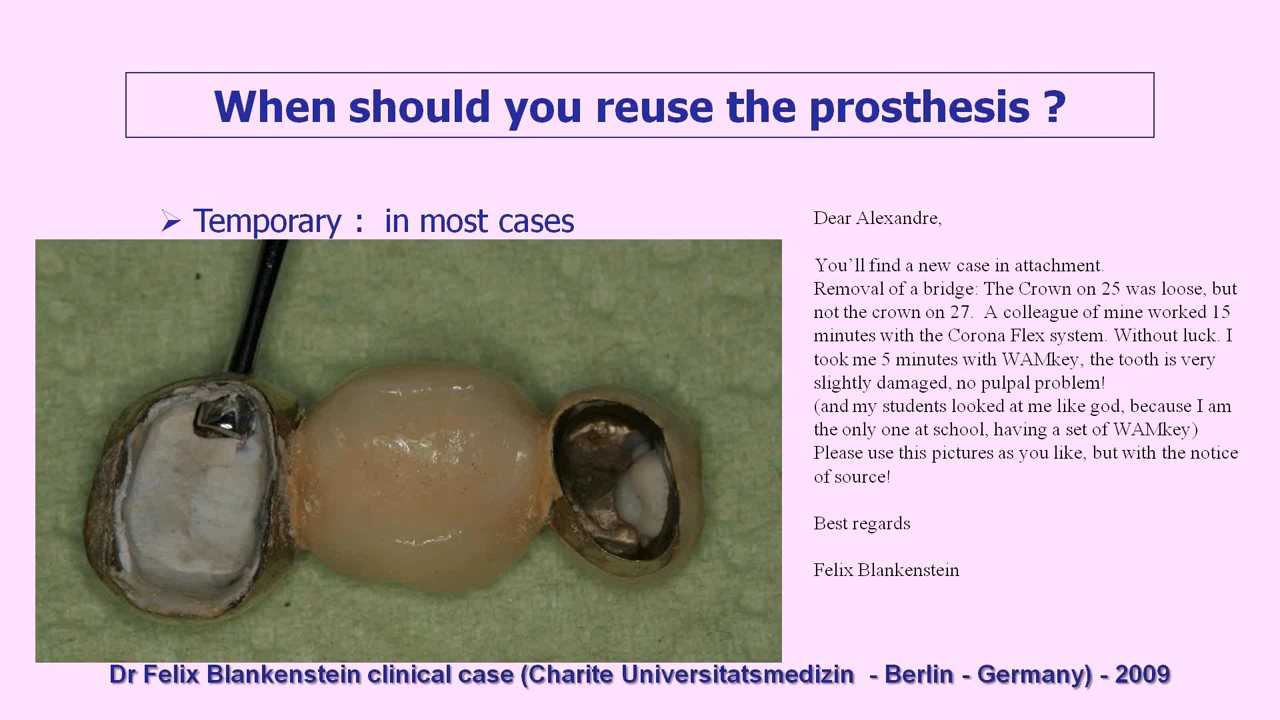 When should you reuse the prosthesis ?
➢ Temporary : in most cases
Dear Alexandre,
You’ll find a new case in attachment.
Removal of a bridge: The Crown on 25 was loose, but
not the crown on 27. A colleague of mine worked 15
minutes with the Corona Flex system. Without luck. I
took me 5 minutes with WAMkey, the tooth is very
slightly damaged, no pulpal problem!
(and my students looked at me like god, because I am
the only one at school, having a set of WAMkey)
Please use this pictures as you like, but with the notice
of source!
Best regards
Felix Blankenstein
Dr Felix Blankenstein clinical case (Charite Universitatsmedizin - Berlin - Germany) - 2009